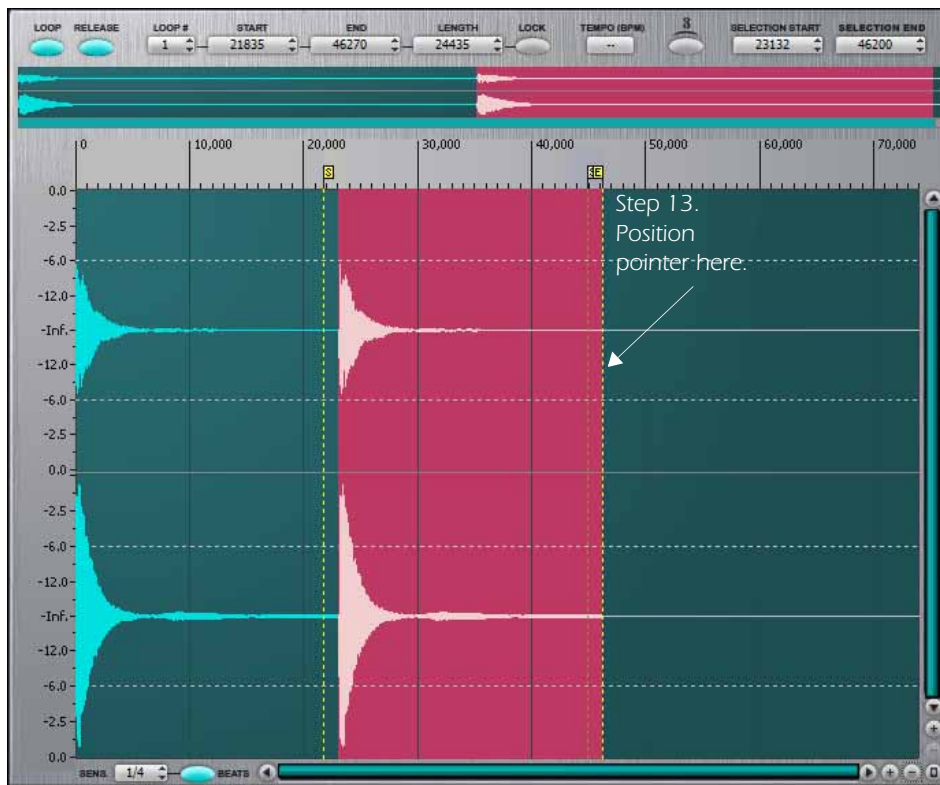 LOOP RELEASE LOOP # START END LENGTH LOCK TEMPO (BPM) 8 SELECTION START SELECTION END
1 21835 46270 24435 -- 23132 46200
0 10,000 20,000 30,000 40,000 50,000 60,000 70,000
S E
0.0
Step 13.
-2.5
Position
-6.0
pointer here.
-12.0
-Inf.
-12.0
-6.0
-2.5
0.0
-2.5
-6.0
-12.0
-Inf.
-12.0
-6.0
-2.5
0.0
SENS. 1/4 BEATS